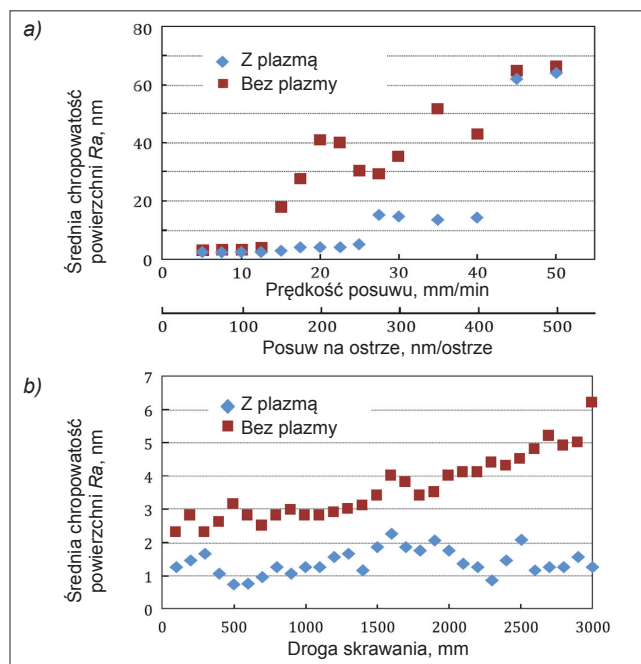 a)
80
60
40
20
0
Z plazmą
Bez plazmy
Średnia chropowatość
powierzchni Ra, nm
0 10 20 30 40 50
Prędkość posuwu, mm/min
0 100 200 300 400 500
Posuw na ostrze, nm/ostrze
b)
7
6
5
4
3
2
1
0
Z plazmą
Bez plazmy
Średnia chropowatość
powierzchni Ra, nm
0 500 1000 1500 2000 2500 3000
Droga skrawania, mm